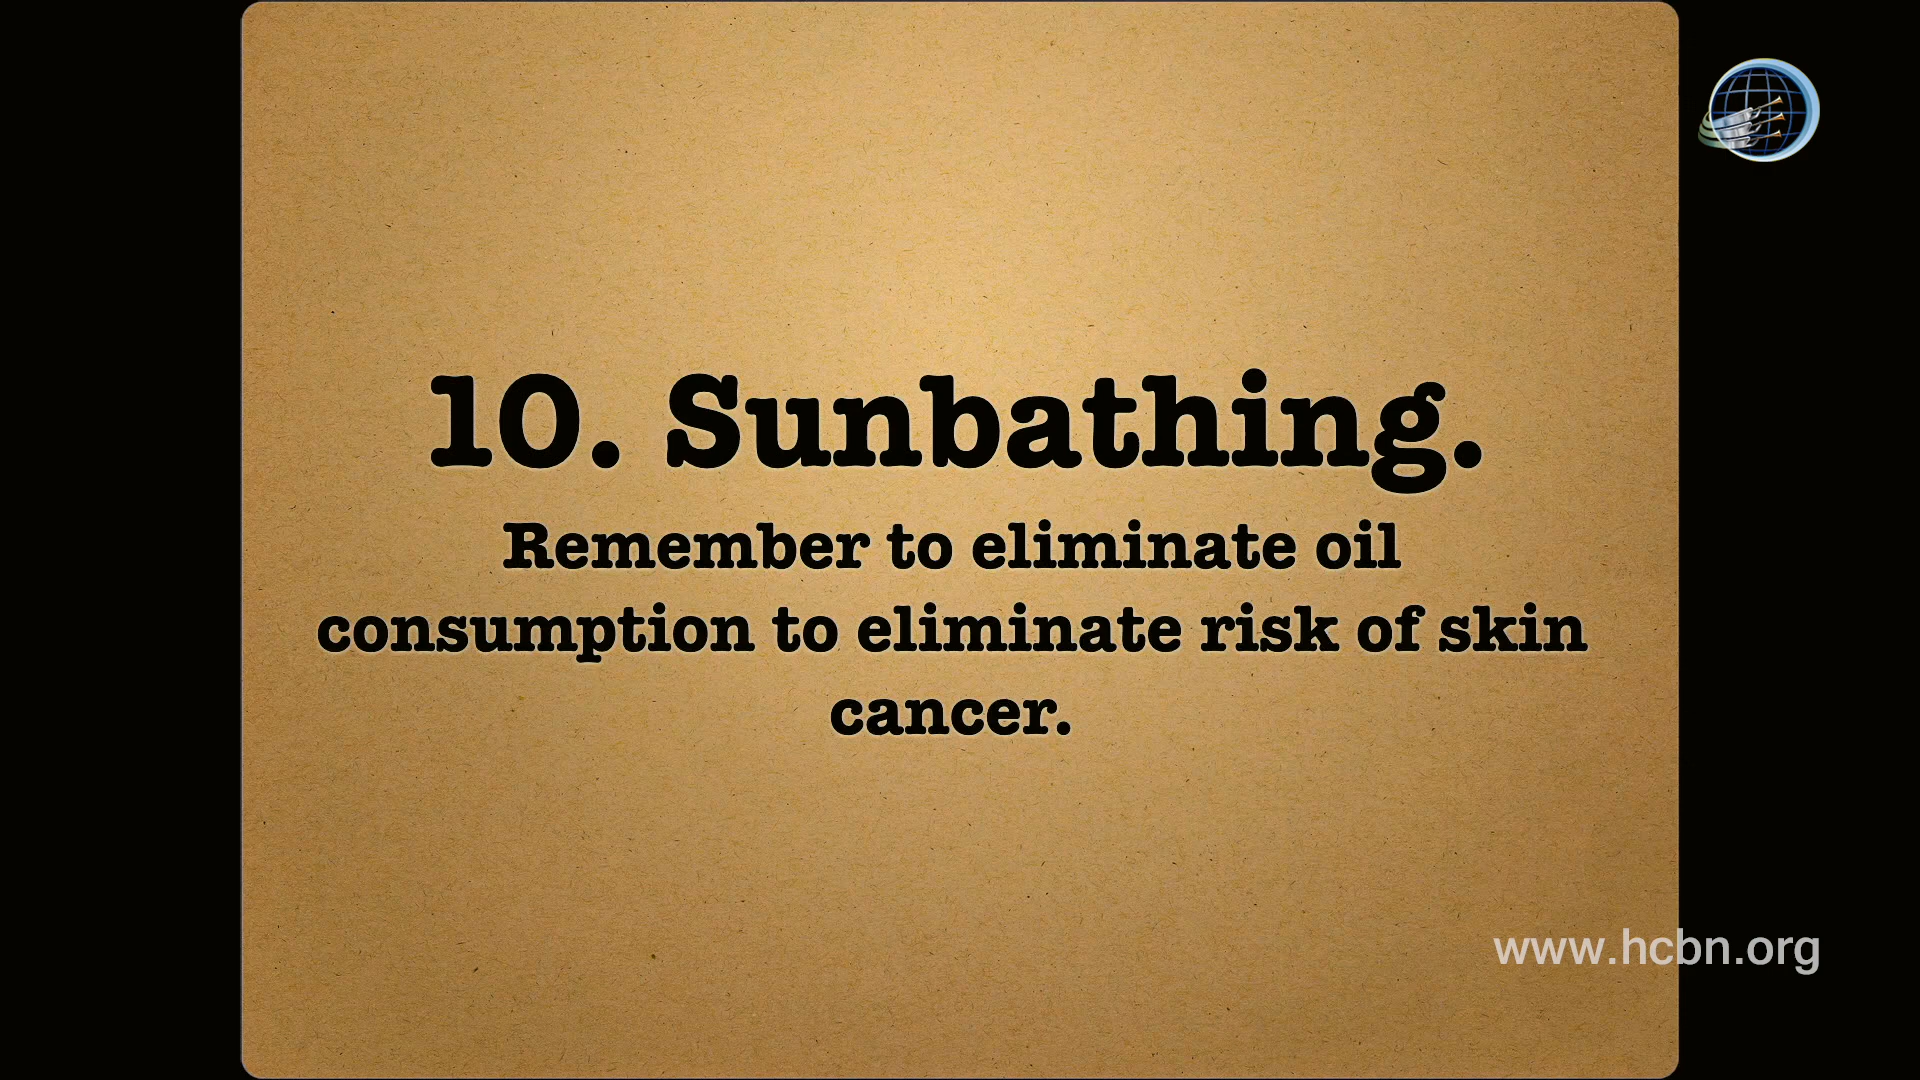 10. Sunbathing.
Remember to eliminate oil
consumption to eliminate risk of skin
cancer.
www.hcbn.org